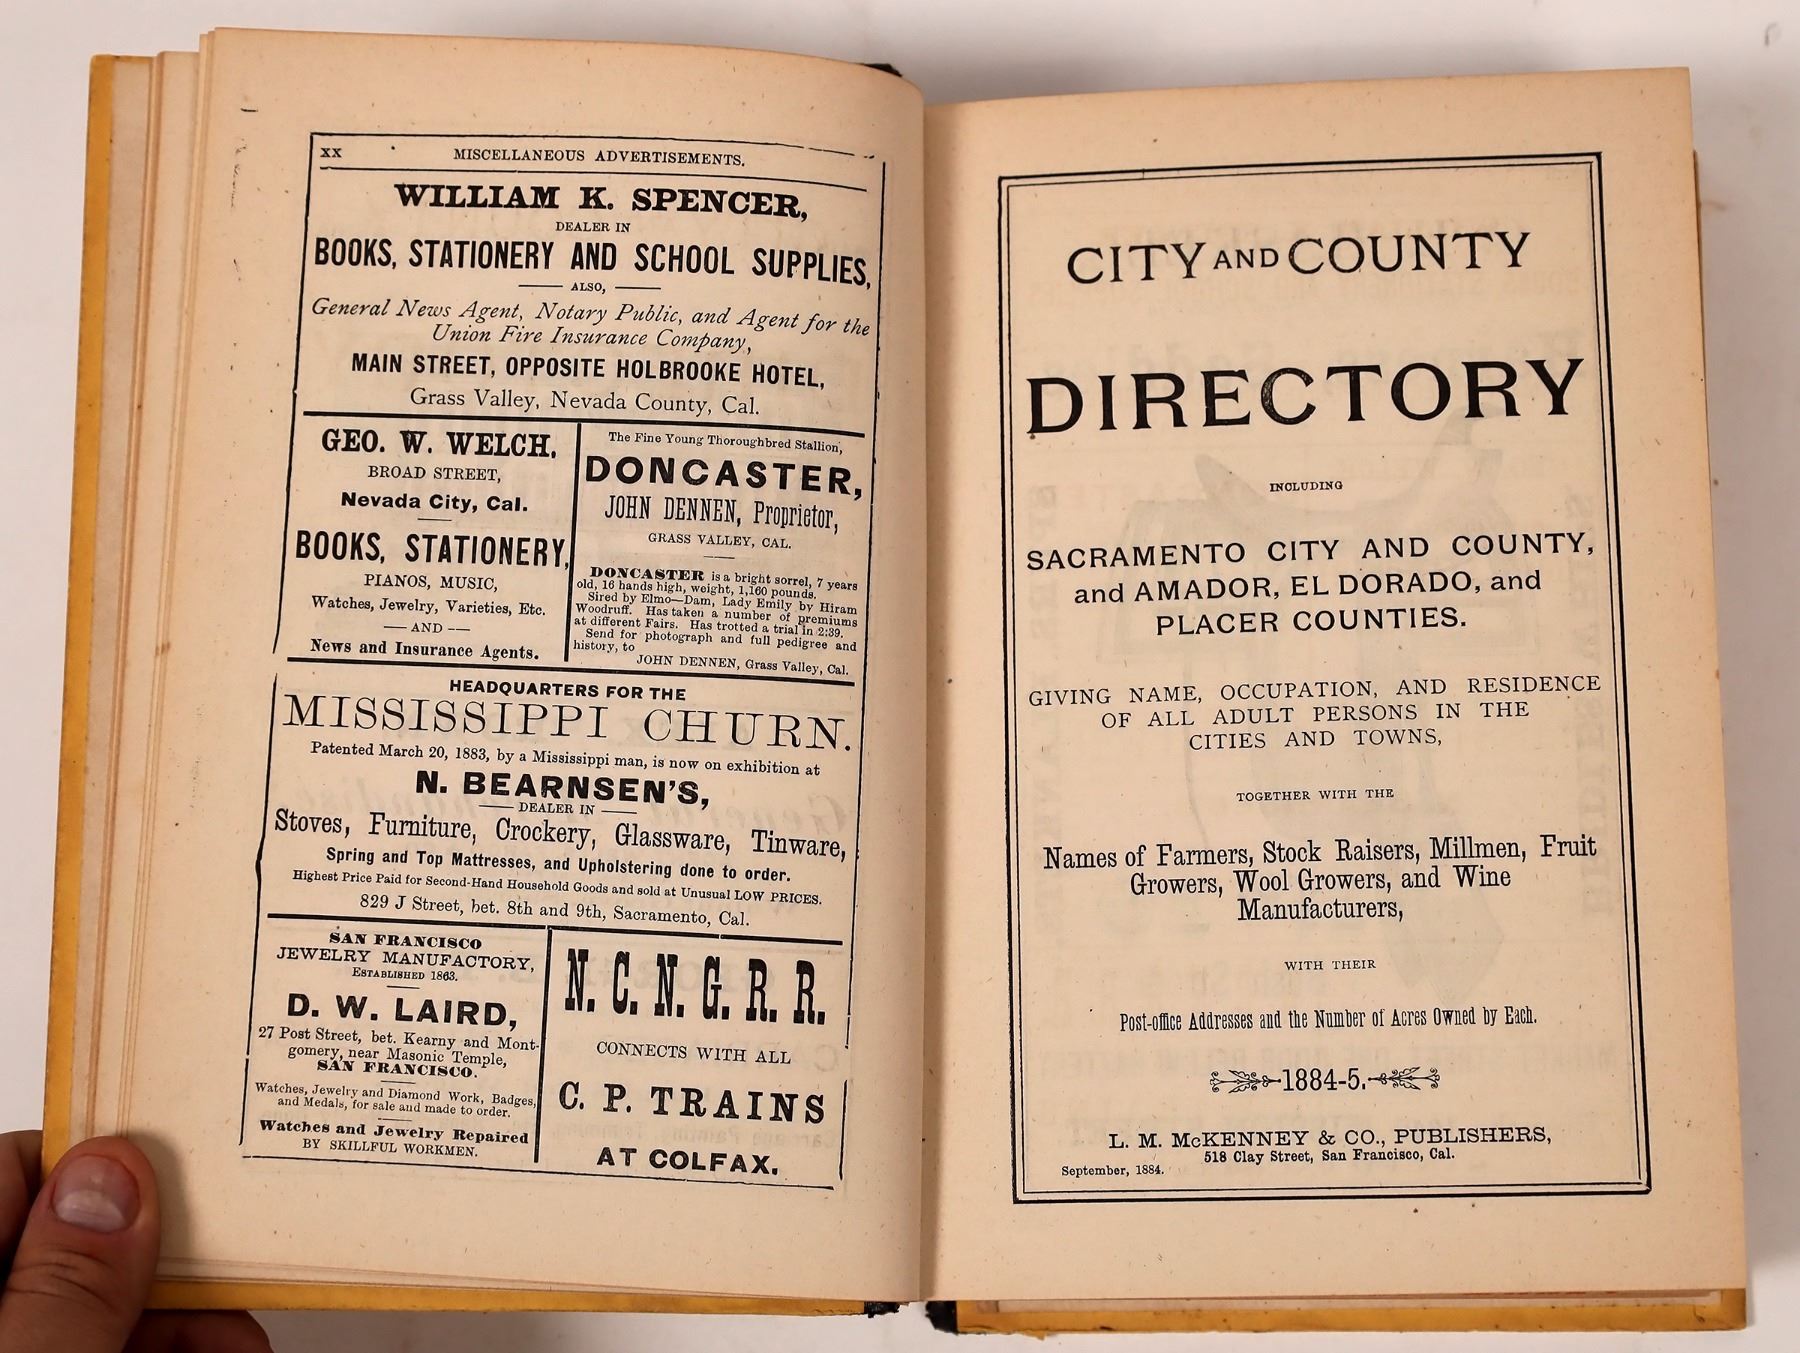 XX MISCELLANEOUS ADVERTISEMENTS.
WILLIAM K. SPENCER,
DEALER IN
BOOKS, STATIONERY AND SCHOOL SUPPLIES,
ALSO,
General News Agent, Notary Public, and Agent for the
Union Fire Insurance Company,
MAIN STREET, OPPOSITE HOLBROOKE HOTEL,
Grass Valley, Nevada County, Cal.
GEO. W. WELCH.
BROAD STREET,
Nevada City, Cal.
BOOKS, STATIONERY,
PIANOS, MUSIC,
Watches, Jewelry, Varieties, Etc.
— AND —
News and Insurance Agents.
The Fine Young Thoroughbred Stallion,
DONCASTER,
JOHN DENNEN, Proprietor,
GRASS VALLEY, CAL.
DONCASTER is a bright sorrel, 7 years
old, 16 hands high, weight, 1,160 pounds.
Sired by Elmo—Dam, Lady Emily by Hiram
Woodruff. Has taken a number of premiums
at different Fairs. Has trotted a trial in 2:39.
Send for photograph and full pedigree and
history, to
JOHN DENNEN, Grass Valley, Cal.
HEADQUARTERS FOR THE
MISSISSIPPI CHURN.
Patented March 20, 1883, by a Mississippi man, is now on exhibition at
N. BEARNSEN'S,
DEALER IN
Stoves, Furniture, Crockery, Glassware, Tinware,
Spring and Top Mattresses, and Upholstering done to order.
Highest Price Paid for Second-Hand Household Goods and sold at Unusual LOW PRICES.
829 J Street, bet. 8th and 9th, Sacramento, Cal.
SAN FRANCISCO
JEWELRY MANUFACTORY,
ESTABLISHED 1863.
D. W. LAIRD,
27 Post Street, bet. Kearny and Mont-
gomery, near Masonic Temple,
SAN FRANCISCO.
Watches, Jewelry and Diamond Work, Badges,
and Medals, for sale and made to order.
Watches and Jewelry Repaired
BY SKILLFUL WORKMEN.
N. C. N. G. R. R.
CONNECTS WITH ALL
C. P. TRAINS
AT COLFAX.
CITY AND COUNTY
DIRECTORY
INCLUDING
SACRAMENTO CITY AND COUNTY,
and AMADOR, EL DORADO, and
PLACER COUNTIES.
GIVING NAME, OCCUPATION, AND RESIDENCE
OF ALL ADULT PERSONS IN THE
CITIES AND TOWNS,
TOGETHER WITH THE
Names of Farmers, Stock Raisers, Millmen, Fruit
Growers, Wool Growers, and Wine
Manufacturers,
WITH THEIR
Post-office Addresses and the Number of Acres Owned by Each.
1884-5.
L. M. McKENNEY & CO., PUBLISHERS,
518 Clay Street, San Francisco, Cal.
September, 1884.